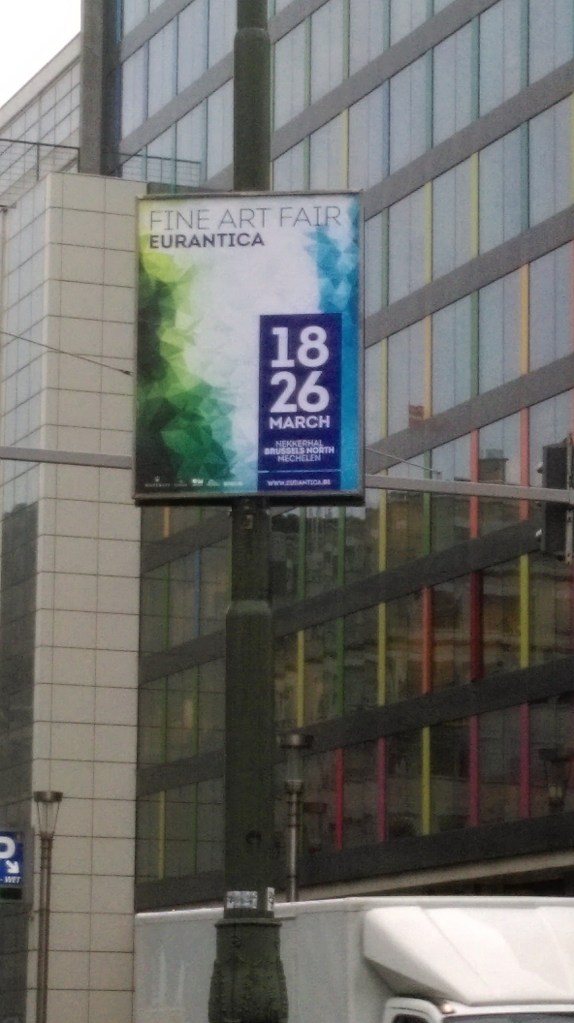 FINE ART FAIR
EURANTICA
18
26
MARCH
NEKKERHAL
BRUSSELS NORTH
MECHELEN
WWW.EURANTICA.BE
P